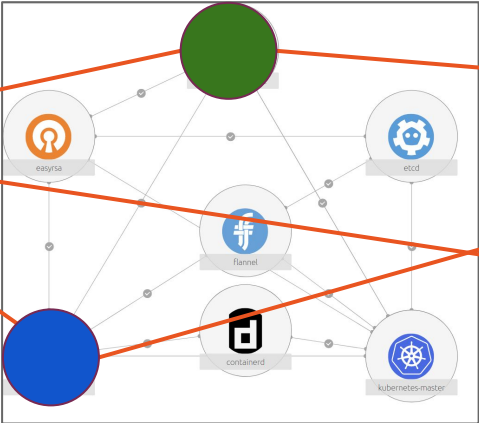 easyrsa
etcd
flannel
containerd
kubernetes-master